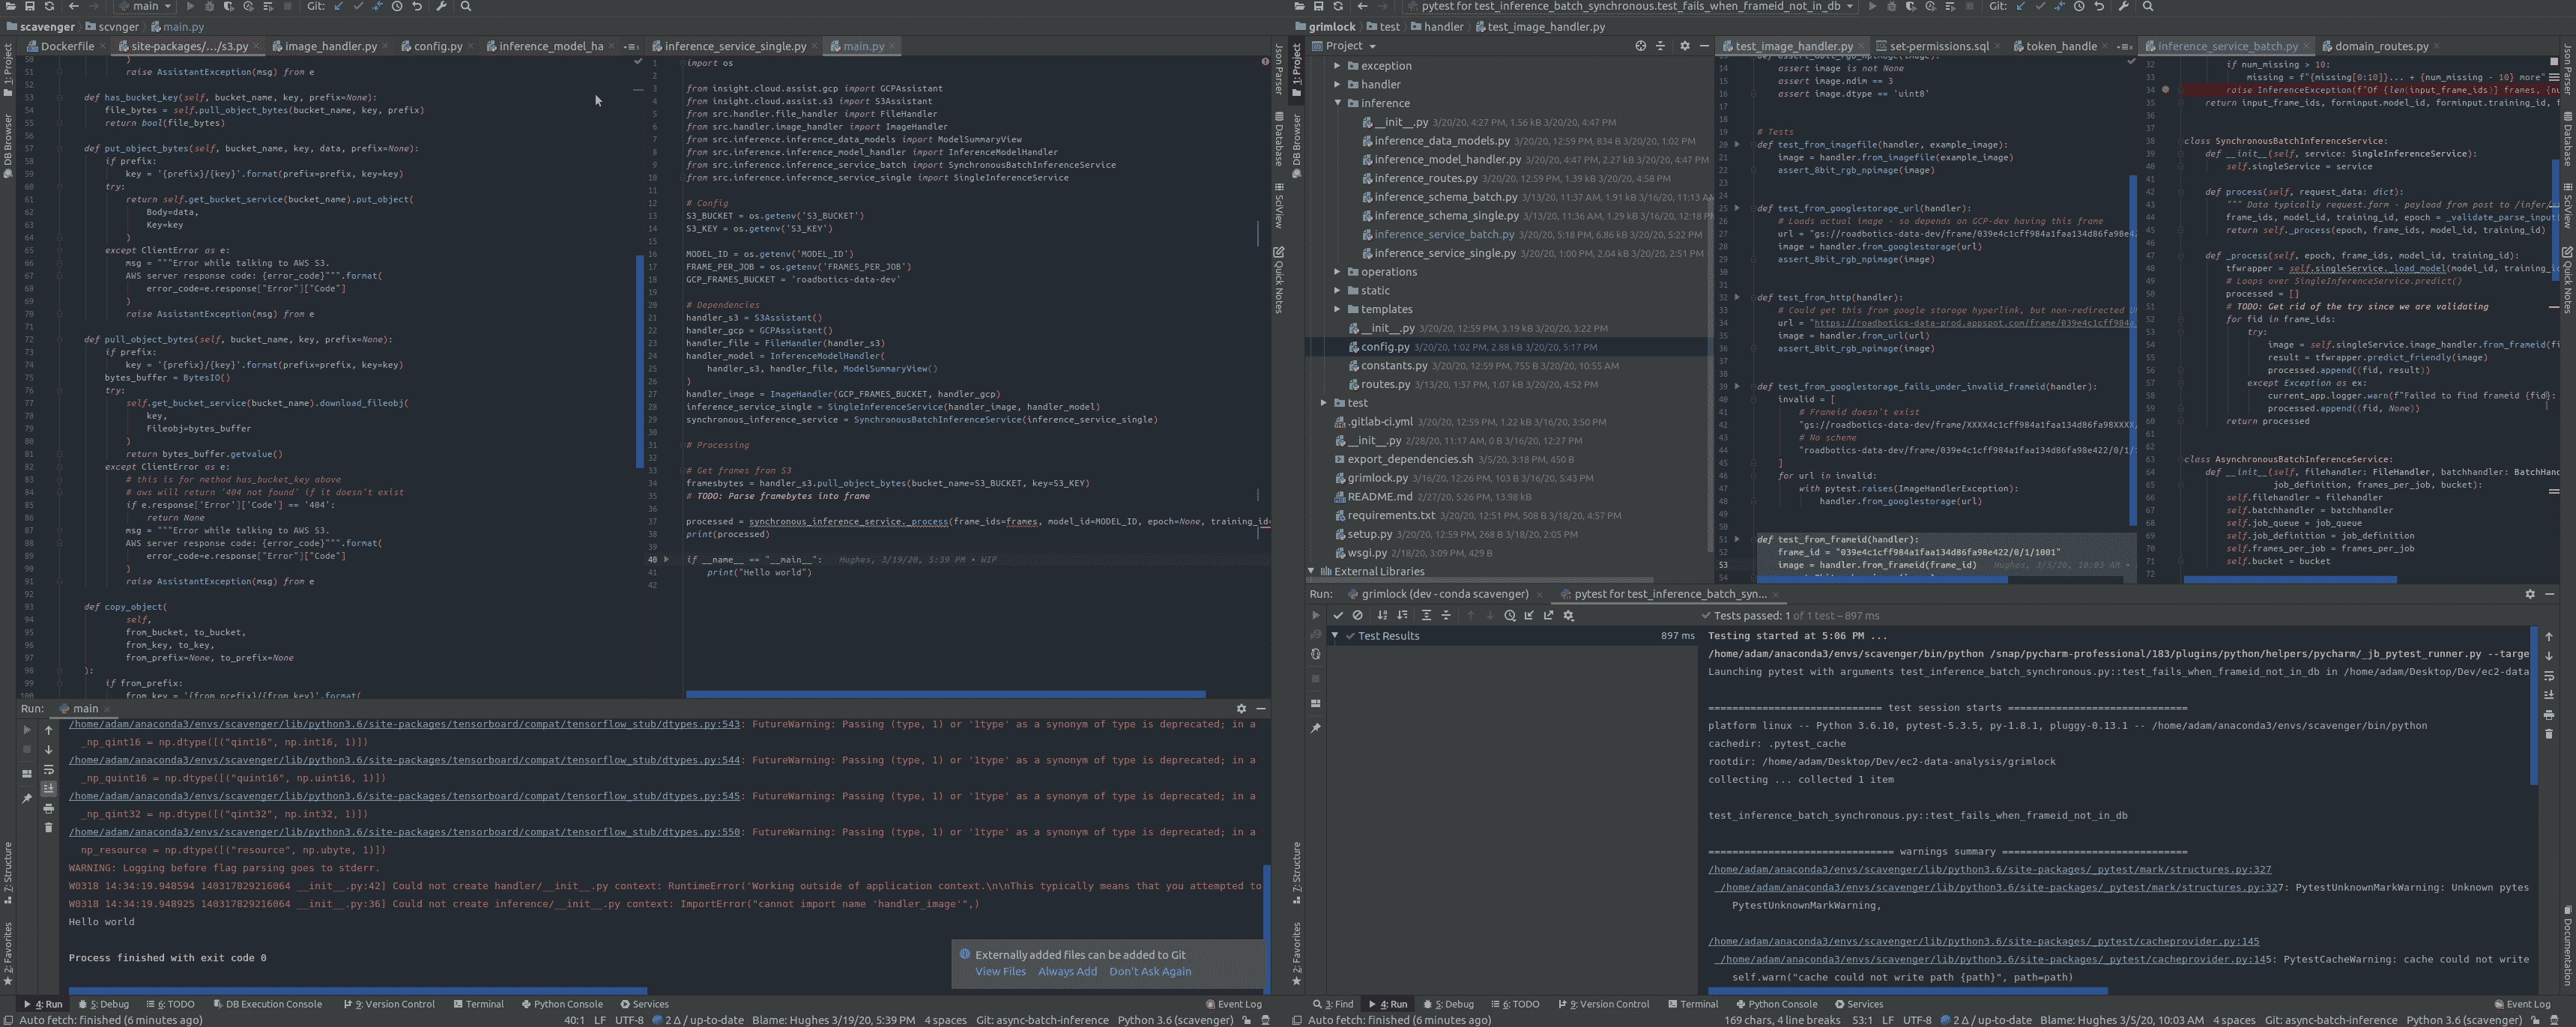 main
Git:
scavenger
scvnger
main.py
Dockerfile
site-packages/.../s3.py
image_handler.py
config.py
inference_model_ha
inference_service_single.py
main.py
raise AssistantException(msg) from e
def has_bucket_key(self, bucket_name, key, prefix=None):
file_bytes = self.pull_object_bytes(bucket_name, key, prefix)
return bool(file_bytes)
def put_object_bytes(self, bucket_name, key, data, prefix=None):
if prefix:
key = '{prefix}/{key}'.format(prefix=prefix, key=key)
try:
return self.get_bucket_service(bucket_name).put_object(
Body=data,
Key=key
)
except ClientError as e:
msg = """Error while talking to AWS S3.
AWS server response code: {error_code}""".format(
error_code=e.response["Error"]["Code"]
)
raise AssistantException(msg) from e
def pull_object_bytes(self, bucket_name, key, prefix=None):
if prefix:
key = '{prefix}/{key}'.format(prefix=prefix, key=key)
bytes_buffer = BytesIO()
try:
self.get_bucket_service(bucket_name).download_fileobj(
key,
Fileobj=bytes_buffer
)
return bytes_buffer.getvalue()
except ClientError as e:
# this is for method has_bucket_key above
# aws will return '404 not found' if it doesn't exist
if e.response['Error']['Code'] == '404':
return None
msg = """Error while talking to AWS S3.
AWS server response code: {error_code}""".format(
error_code=e.response["Error"]["Code"]
)
raise AssistantException(msg) from e
def copy_object(
self,
from_bucket, to_bucket,
from_key, to_key,
from_prefix=None, to_prefix=None
):
if from_prefix:
from_key = '{from_prefix}/{from_key}'.format(
import os
from insight.cloud.assist.gcp import GCPAssistant
from insight.cloud.assist.s3 import S3Assistant
from src.handler.file_handler import FileHandler
from src.handler.image_handler import ImageHandler
from src.inference.inference_data_models import ModelSummaryView
from src.inference.inference_model_handler import InferenceModelHandler
from src.inference.inference_service_batch import SynchronousBatchInferenceService
from src.inference.inference_service_single import SingleInferenceService
# Config
S3_BUCKET = os.getenv('S3_BUCKET')
S3_KEY = os.getenv('S3_KEY')
MODEL_ID = os.getenv('MODEL_ID')
FRAME_PER_JOB = os.getenv('FRAMES_PER_JOB')
GCP_FRAMES_BUCKET = 'roadbotics-data-dev'
# Dependencies
handler_s3 = S3Assistant()
handler_gcp = GCPAssistant()
handler_file = FileHandler(handler_s3)
handler_model = InferenceModelHandler(
handler_s3, handler_file, ModelSummaryView()
)
handler_image = ImageHandler(GCP_FRAMES_BUCKET, handler_gcp)
inference_service_single = SingleInferenceService(handler_image, handler_model)
synchronous_inference_service = SynchronousBatchInferenceService(inference_service_single)
# Processing
# Get frames from S3
framesbytes = handler_s3.pull_object_bytes(bucket_name=S3_BUCKET, key=S3_KEY)
# TODO: Parse framebytes into frame
processed = synchronous_inference_service._process(frame_ids=frames, model_id=MODEL_ID, epoch=None, training_id=
print(processed)
if __name__ == "__main__": Hughes, 3/19/20, 5:39 PM • WIP
print("Hello world")
Run: main
/home/adam/anaconda3/envs/scavenger/lib/python3.6/site-packages/tensorboard/compat/tensorflow_stub/dtypes.py:543: FutureWarning: Passing (type, 1) or '1type' as a synonym of type is deprecated; in a
_np_qint16 = np.dtype([("qint16", np.int16, 1)])
/home/adam/anaconda3/envs/scavenger/lib/python3.6/site-packages/tensorboard/compat/tensorflow_stub/dtypes.py:544: FutureWarning: Passing (type, 1) or '1type' as a synonym of type is deprecated; in a
_np_quint16 = np.dtype([("quint16", np.uint16, 1)])
/home/adam/anaconda3/envs/scavenger/lib/python3.6/site-packages/tensorboard/compat/tensorflow_stub/dtypes.py:545: FutureWarning: Passing (type, 1) or '1type' as a synonym of type is deprecated; in a
_np_qint32 = np.dtype([("qint32", np.int32, 1)])
/home/adam/anaconda3/envs/scavenger/lib/python3.6/site-packages/tensorboard/compat/tensorflow_stub/dtypes.py:550: FutureWarning: Passing (type, 1) or '1type' as a synonym of type is deprecated; in a
np_resource = np.dtype([("resource", np.ubyte, 1)])
WARNING: Logging before flag parsing goes to stderr.
W0318 14:34:19.948594 140317829216064 __init__.py:42] Could not create handler/__init__.py context: RuntimeError('Working outside of application context.\n\nThis typically means that you attempted to
W0318 14:34:19.948925 140317829216064 __init__.py:36] Could not create inference/__init__.py context: ImportError("cannot import name 'handler_image'",)
Hello world
Process finished with exit code 0
Externally added files can be added to Git
View Files Always Add Don't Ask Again
4: Run 5: Debug 6: TODO DB Execution Console 9: Version Control Terminal Python Console Services Event Log
Auto fetch: finished (6 minutes ago) 40:1 LF UTF-8 2 Δ / up-to-date Blame: Hughes 3/19/20, 5:39 PM 4 spaces Git: async-batch-inference Python 3.6 (scavenger)
pytest for test_inference_batch_synchronous.test_fails_when_frameid_not_in_db
Git:
grimlock
test
handler
test_image_handler.py
Project
exception
handler
inference
__init__.py 3/20/20, 4:27 PM, 1.56 kB 3/20/20, 4:47 PM
inference_data_models.py 3/20/20, 12:59 PM, 834 B 3/20/20, 1:02 PM
inference_model_handler.py 3/20/20, 4:47 PM, 2.27 kB 3/20/20, 4:47 PM
inference_routes.py 3/20/20, 12:59 PM, 1.39 kB 3/20/20, 4:58 PM
inference_schema_batch.py 3/13/20, 11:37 AM, 1.91 kB 3/16/20, 11:13 A
inference_schema_single.py 3/13/20, 11:36 AM, 1.29 kB 3/16/20, 12:18 P
inference_service_batch.py 3/20/20, 5:18 PM, 6.86 kB 3/20/20, 5:22 PM
inference_service_single.py 3/20/20, 1:00 PM, 2.04 kB 3/20/20, 2:51 PM
operations
static
templates
__init__.py 3/20/20, 12:59 PM, 3.19 kB 3/20/20, 3:22 PM
config.py 3/20/20, 1:02 PM, 2.88 kB 3/20/20, 5:17 PM
constants.py 3/20/20, 12:59 PM, 755 B 3/20/20, 10:55 AM
routes.py 3/13/20, 1:37 PM, 1.07 kB 3/20/20, 4:52 PM
test
.gitlab-ci.yml 3/20/20, 12:59 PM, 1.22 kB 3/16/20, 3:50 PM
__init__.py 2/28/20, 11:17 AM, 0 B 3/16/20, 12:27 PM
export_dependencies.sh 3/5/20, 3:18 PM, 450 B
grimlock.py 3/16/20, 12:26 PM, 103 B 3/16/20, 5:43 PM
README.md 2/27/20, 5:26 PM, 13.98 kB
requirements.txt 3/20/20, 12:51 PM, 508 B 3/18/20, 4:57 PM
setup.py 3/20/20, 12:59 PM, 268 B 3/18/20, 2:05 PM
wsgi.py 2/18/20, 3:09 PM, 429 B
External Libraries
test_image_handler.py
set-permissions.sql
token_handle
inference_service_batch.py
domain_routes.py
assert image is not None
assert image.ndim == 3
assert image.dtype == 'uint8'
# Tests
def test_from_imagefile(handler, example_image):
image = handler.from_imagefile(example_image)
assert_8bit_rgb_npimage(image)
def test_from_googlestorage_url(handler):
# Loads actual image - so depends on GCP-dev having this frame
url = "gs://roadbotics-data-dev/frame/039e4c1cff984a1faa134d86fa98e4
image = handler.from_googlestorage(url)
assert_8bit_rgb_npimage(image)
def test_from_http(handler):
# Could get this from google storage hyperlink, but non-redirected U
url = "https://roadbotics-data-prod.appspot.com/frame/039e4c1cff984a
image = handler.from_url(url)
assert_8bit_rgb_npimage(image)
def test_from_googlestorage_fails_under_invalid_frameid(handler):
invalid = [
# Frameid doesn't exist
"gs://roadbotics-data-dev/frame/XXXX4c1cff984a1faa134d86fa98XXXX/
# No scheme
"roadbotics-data-dev/frame/039e4c1cff984a1faa134d86fa98e422/0/1/
]
for url in invalid:
with pytest.raises(ImageHandlerException):
handler.from_googlestorage(url)
def test_from_frameid(handler):
frame_id = "039e4c1cff984a1faa134d86fa98e422/0/1/1001"
image = handler.from_frameid(frame_id) Hughes, 3/5/20, 10:03 AM •
if num_missing > 10:
missing = f"{missing[0:10]}... + {num_missing - 10} more"
raise InferenceException(f"Of {len(input_frame_ids)} frames, {nu
return input_frame_ids, forminput.model_id, forminput.training_id, f
class SynchronousBatchInferenceService:
def __init__(self, service: SingleInferenceService):
self.singleService = service
def process(self, request_data: dict):
""" Data typically request.form - payload from post to /infer/
frame_ids, model_id, training_id, epoch = _validate_parse_input(
return self._process(epoch, frame_ids, model_id, training_id)
def _process(self, epoch, frame_ids, model_id, training_id):
tfwrapper = self.singleService._load_model(model_id, training_i
# Loops over SingleInferenceService.predict()
processed = []
# TODO: Get rid of the try since we are validating
for fid in frame_ids:
try:
image = self.singleService.image_handler.from_frameid(fi
result = tfwrapper.predict_friendly(image)
processed.append((fid, result))
except Exception as ex:
current_app.logger.warn(f"Failed to find frameid {fid}:
processed.append((fid, None))
return processed
class AsynchronousBatchInferenceService:
def __init__(self, filehandler: FileHandler, batchhandler: BatchHan
job_definition, frames_per_job, bucket):
self.filehandler = filehandler
self.batchhandler = batchhandler
self.job_queue = job_queue
self.job_definition = job_definition
self.frames_per_job = frames_per_job
self.bucket = bucket
Run: grimlock (dev - conda scavenger) pytest for test_inference_batch_syn...
Tests passed: 1 of 1 test – 897 ms
Test Results 897 ms
Testing started at 5:06 PM ...
/home/adam/anaconda3/envs/scavenger/bin/python /snap/pycharm-professional/183/plugins/python/helpers/pycharm/_jb_pytest_runner.py --targe
Launching pytest with arguments test_inference_batch_synchronous.py::test_fails_when_frameid_not_in_db in /home/adam/Desktop/Dev/ec2-data
============================= test session starts ==============================
platform linux -- Python 3.6.10, pytest-5.3.5, py-1.8.1, pluggy-0.13.1 -- /home/adam/anaconda3/envs/scavenger/bin/python
cachedir: .pytest_cache
rootdir: /home/adam/Desktop/Dev/ec2-data-analysis/grimlock
collecting ... collected 1 item
test_inference_batch_synchronous.py::test_fails_when_frameid_not_in_db
=============================== warnings summary ===============================
/home/adam/anaconda3/envs/scavenger/lib/python3.6/site-packages/_pytest/mark/structures.py:327
/home/adam/anaconda3/envs/scavenger/lib/python3.6/site-packages/_pytest/mark/structures.py:327: PytestUnknownMarkWarning: Unknown pytes
PytestUnknownMarkWarning,
/home/adam/anaconda3/envs/scavenger/lib/python3.6/site-packages/_pytest/cacheprovider.py:145
/home/adam/anaconda3/envs/scavenger/lib/python3.6/site-packages/_pytest/cacheprovider.py:145: PytestCacheWarning: cache could not write
self.warn("cache could not write path {path}", path=path)
3: Find 4: Run 5: Debug 6: TODO 9: Version Control Terminal Python Console Services Event Log
Auto fetch: finished (6 minutes ago) 169 chars, 4 line breaks 53:1 LF UTF-8 2 Δ / up-to-date Blame: Hughes 3/5/20, 10:03 AM 4 spaces Git: async-batch-inference Python 3.6 (scavenger)